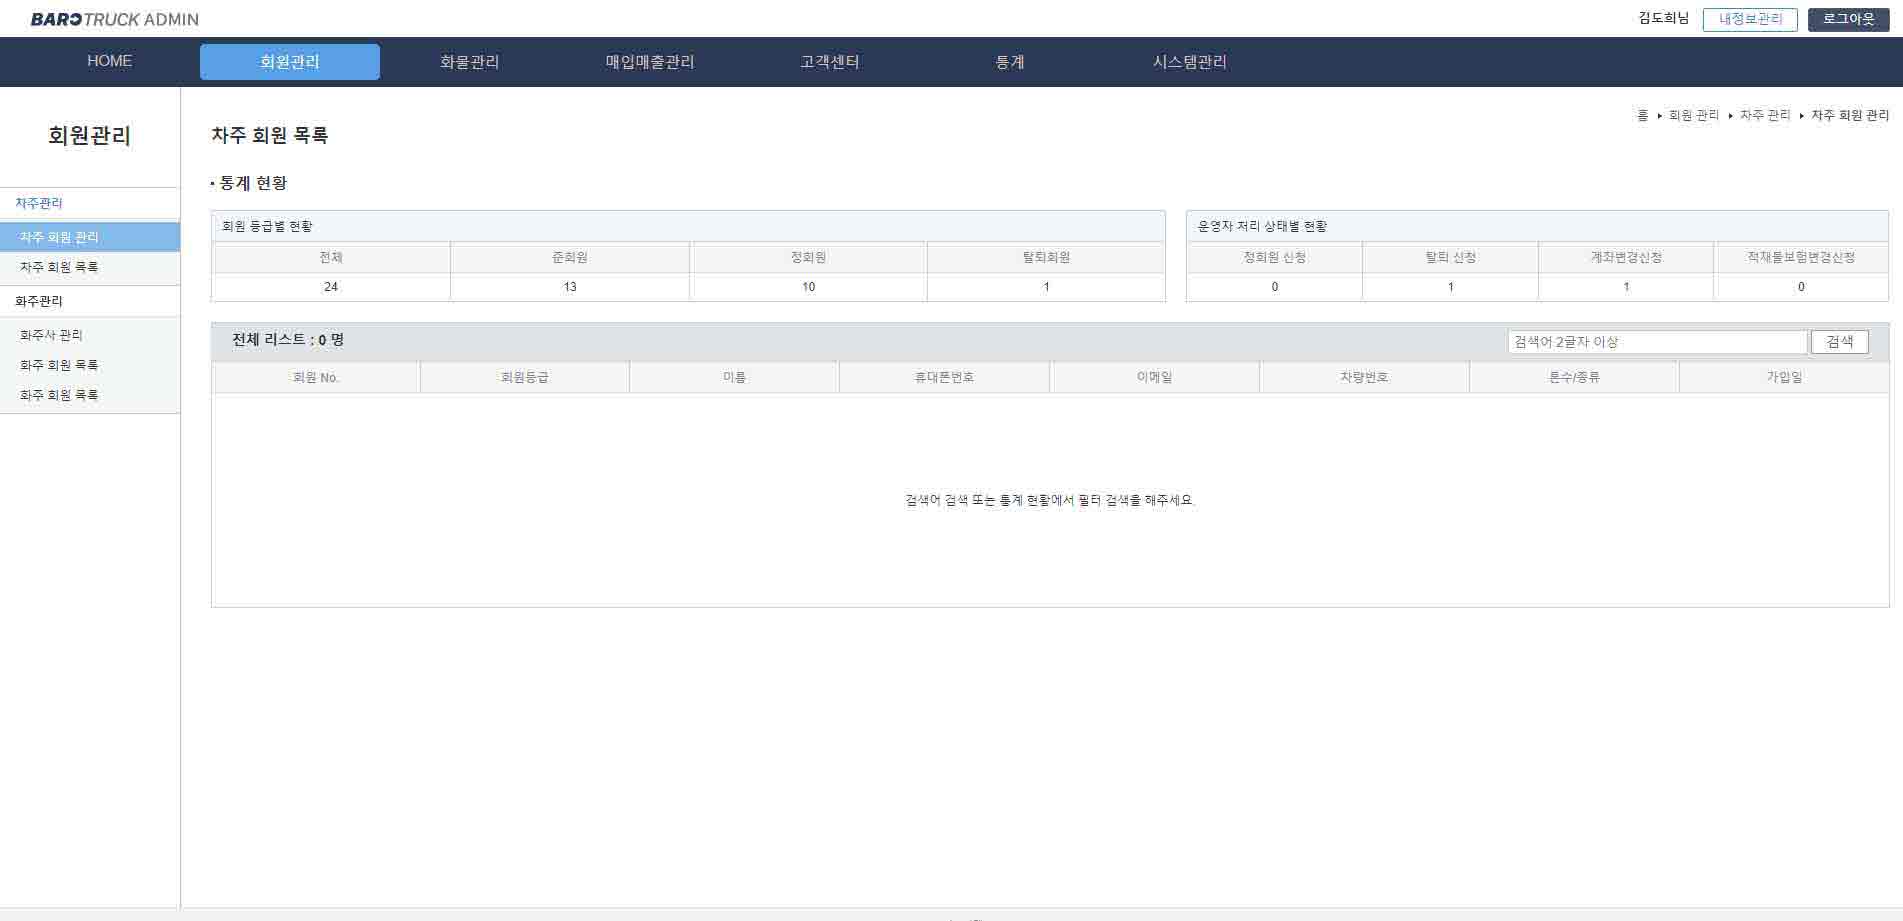 BAROTRUCK ADMIN
김도희님 내정보관리 로그아웃
HOME 회원관리 화물관리 매입매출관리 고객센터 통계 시스템관리
홈 ▸ 회원 관리 ▸ 차주 관리 ▸ 차주 회원 관리
회원관리
차주관리
차주 회원 관리
차주 회원 목록
화주관리
화주사 관리
화주 회원 목록
화주 회원 목록
차주 회원 목록
· 통계 현황
회원 등급별 현황
전체 준회원 정회원 탈퇴회원
24 13 10 1
운영자 처리 상태별 현황
정회원 신청 탈퇴 신청 계좌변경신청 적재물보험변경신청
0 1 1 0
전체 리스트 : 0 명
검색어 2글자 이상 검색
회원 No. 회원등급 이름 휴대폰번호 이메일 차량번호 톤수/종류 가입일
검색어 검색 또는 통계 현황에서 필터 검색을 해주세요.